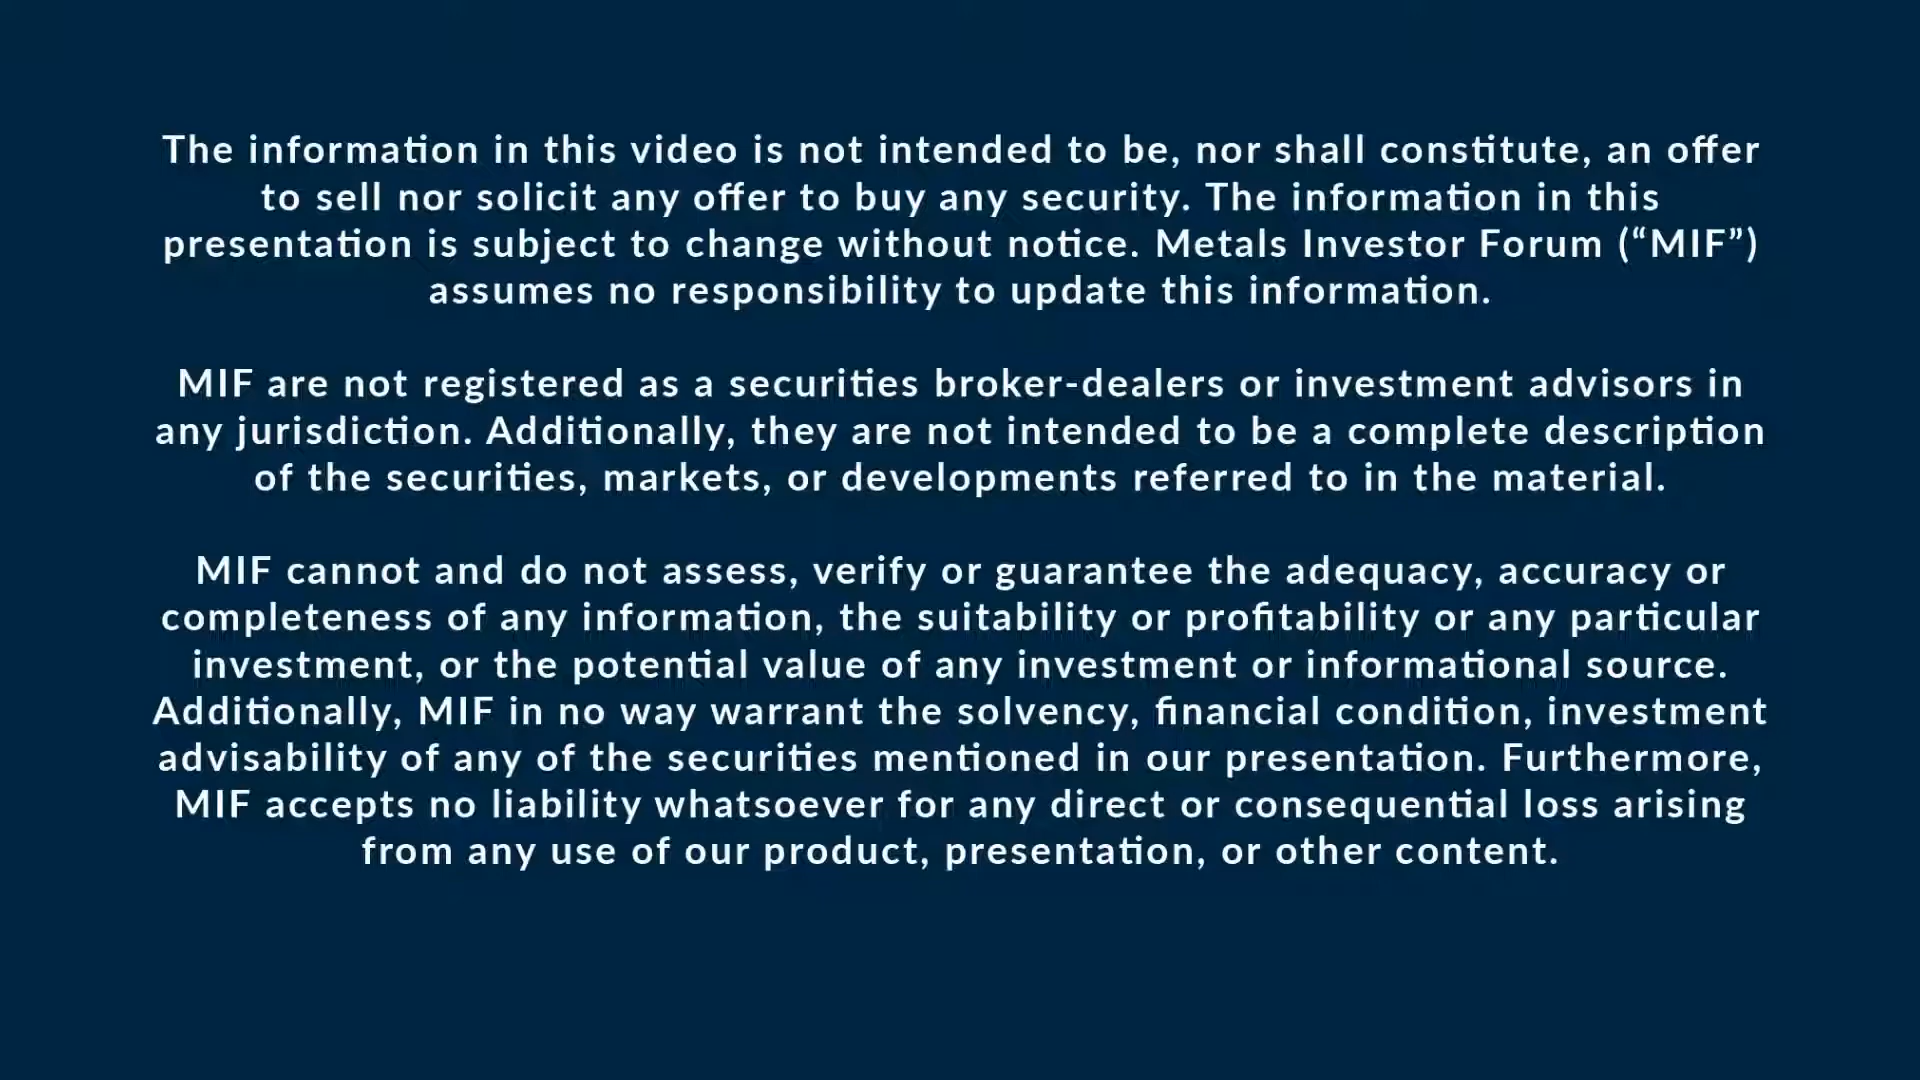 The information in this video is not intended to be, nor shall constitute, an offer
to sell nor solicit any offer to buy any security. The information in this
presentation is subject to change without notice. Metals Investor Forum (“MIF”)
assumes no responsibility to update this information.
MIF are not registered as a securities broker-dealers or investment advisors in
any jurisdiction. Additionally, they are not intended to be a complete description
of the securities, markets, or developments referred to in the material.
MIF cannot and do not assess, verify or guarantee the adequacy, accuracy or
completeness of any information, the suitability or profitability or any particular
investment, or the potential value of any investment or informational source.
Additionally, MIF in no way warrant the solvency, financial condition, investment
advisability of any of the securities mentioned in our presentation. Furthermore,
MIF accepts no liability whatsoever for any direct or consequential loss arising
from any use of our product, presentation, or other content.